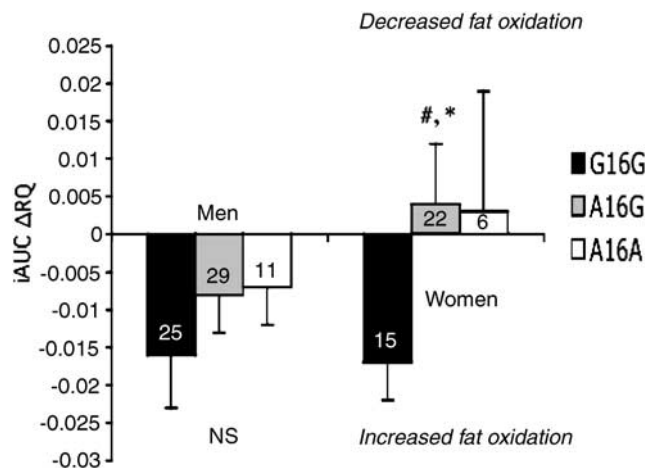 Decreased fat oxidation
iAUC ΔRQ
0.025
0.02
0.015
0.01
0.005
0
-0.005
-0.01
-0.015
-0.02
-0.025
-0.03
#, *
Men
22
6
29
11
Women
25
15
NS
Increased fat oxidation
G16G
A16G
A16A